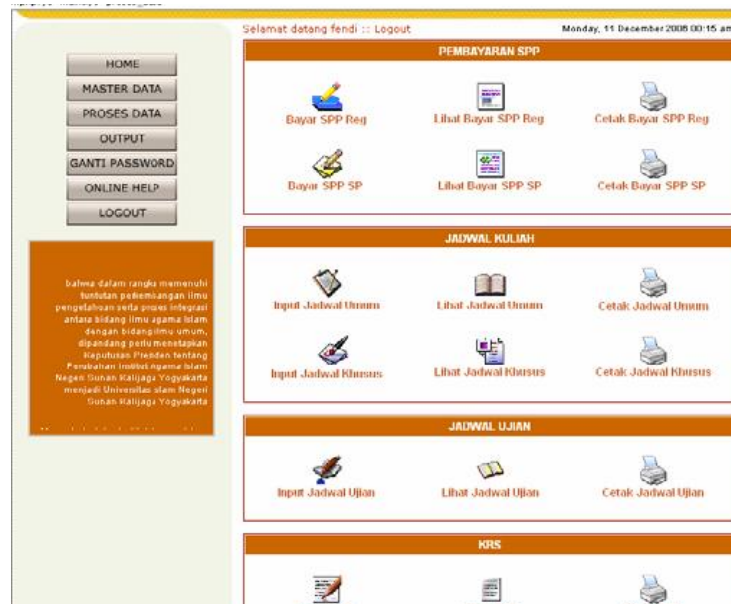 Selamat datang fendi :: Logout
Monday, 11 December 2006 00:15 am
HOME
MASTER DATA
PROSES DATA
OUTPUT
GANTI PASSWORD
ONLINE HELP
LOGOUT
bahwa dalam rangka memenuhi
tuntutan perkembangan ilmu
pengetahuan serta proses integrasi
antara bidang ilmu agama Islam
dengan bidang ilmu umum,
dipandang perlu menetapkan
Keputusan Presiden tentang
Perubahan Institut Agama Islam
Negeri Sunan Kalijaga Yogyakarta
menjadi Universitas Islam Negeri
Sunan Kalijaga Yogyakarta
PEMBAYARAN SPP
Bayar SPP Reg
Lihat Bayar SPP Reg
Cetak Bayar SPP Reg
Bayar SPP SP
Lihat Bayar SPP SP
Cetak Bayar SPP SP
JADWAL KULIAH
Input Jadwal Umum
Lihat Jadwal Umum
Cetak Jadwal Umum
Input Jadwal Khusus
Lihat Jadwal Khusus
Cetak Jadwal Khusus
JADWAL UJIAN
Input Jadwal Ujian
Lihat Jadwal Ujian
Cetak Jadwal Ujian
KRS